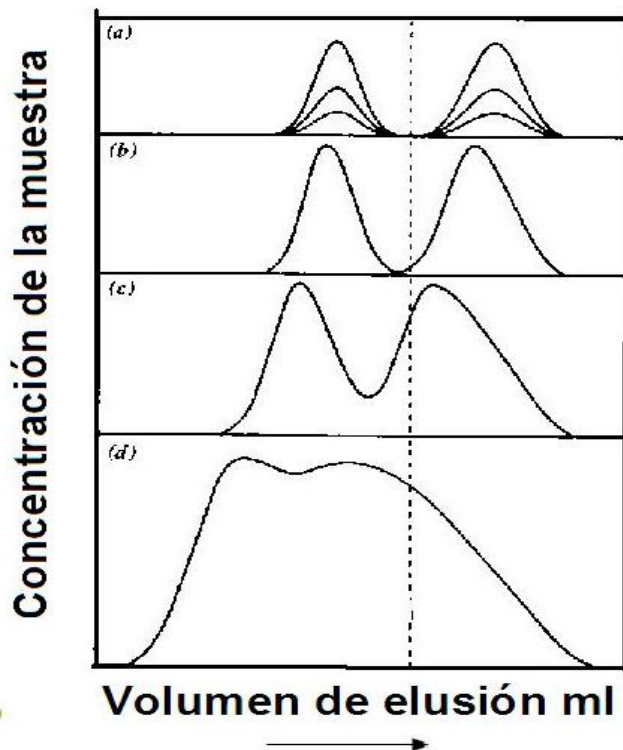 Concentración de la muestra
(a)
(b)
(c)
(d)
Volumen de elusión ml